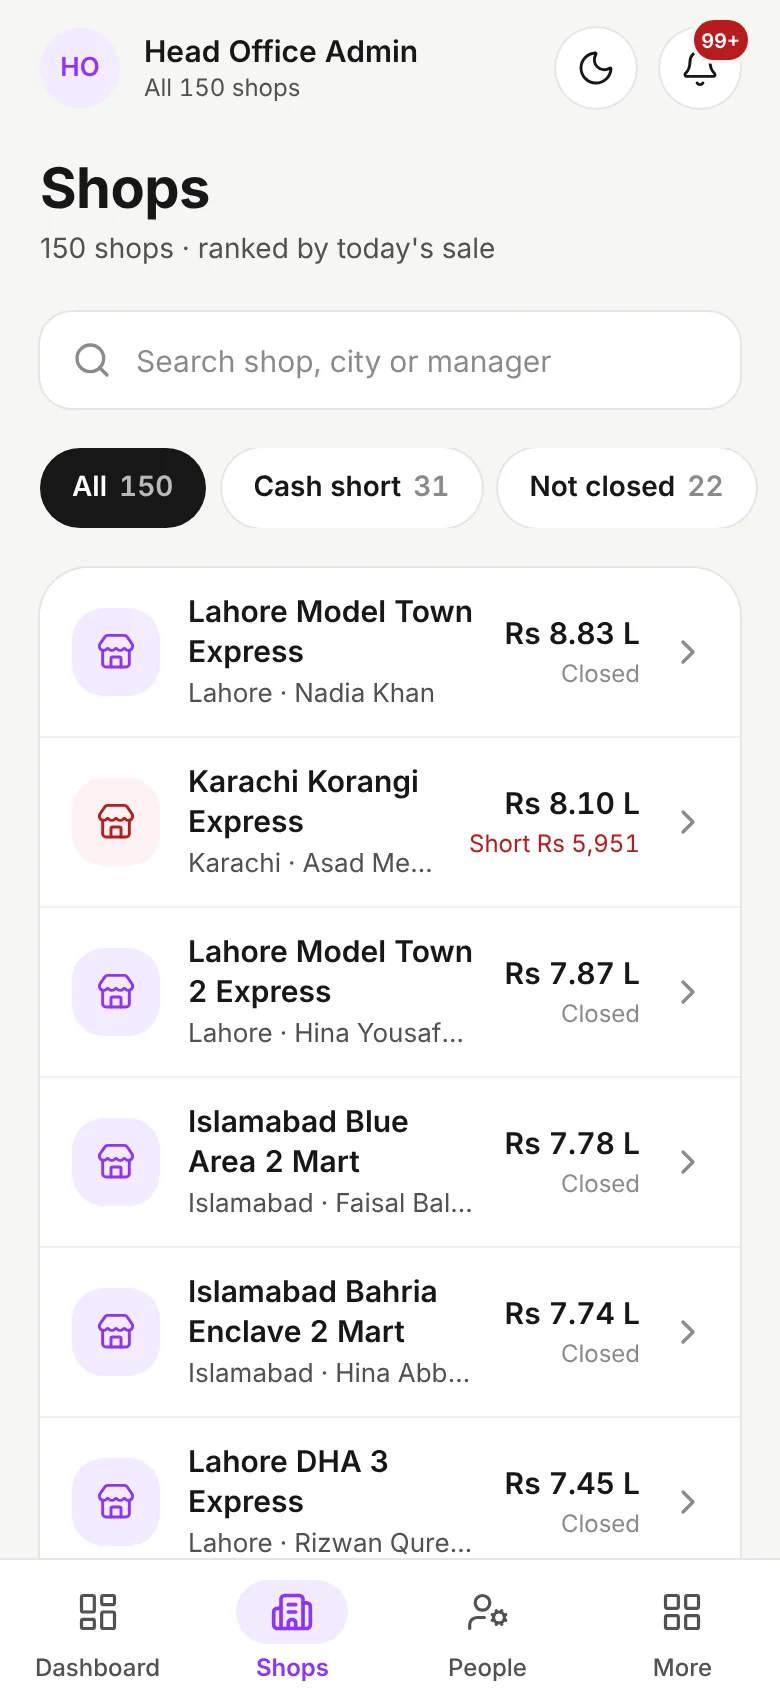 HO
Head Office Admin
All 150 shops
99+
Shops
150 shops · ranked by today's sale
Search shop, city or manager
All 150
Cash short 31
Not closed 22
Lahore Model Town
Express
Lahore · Nadia Khan
Rs 8.83 L
Closed
Karachi Korangi
Express
Karachi · Asad Me...
Rs 8.10 L
Short Rs 5,951
Lahore Model Town
2 Express
Lahore · Hina Yousaf...
Rs 7.87 L
Closed
Islamabad Blue
Area 2 Mart
Islamabad · Faisal Bal...
Rs 7.78 L
Closed
Islamabad Bahria
Enclave 2 Mart
Islamabad · Hina Abb...
Rs 7.74 L
Closed
Lahore DHA 3
Express
Lahore · Rizwan Qure...
Rs 7.45 L
Closed
Dashboard
Shops
People
More